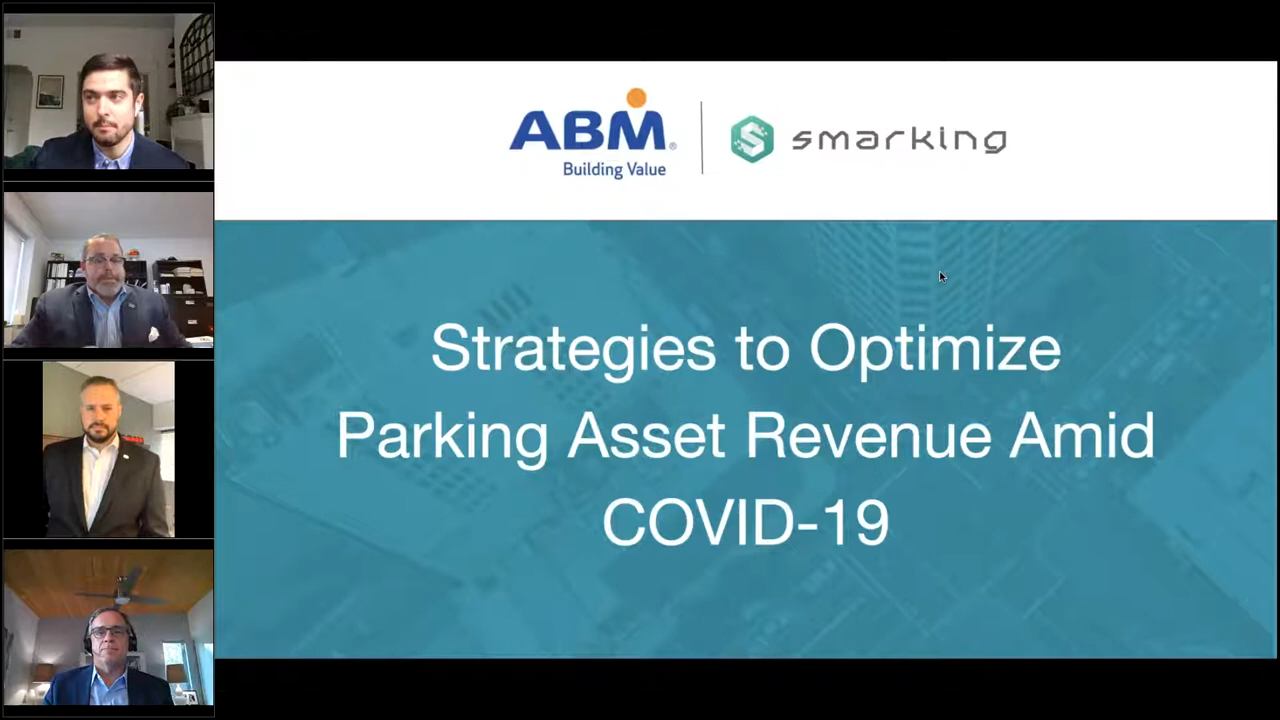 ABM®
Building Value
smarking
Strategies to Optimize
Parking Asset Revenue Amid
COVID-19